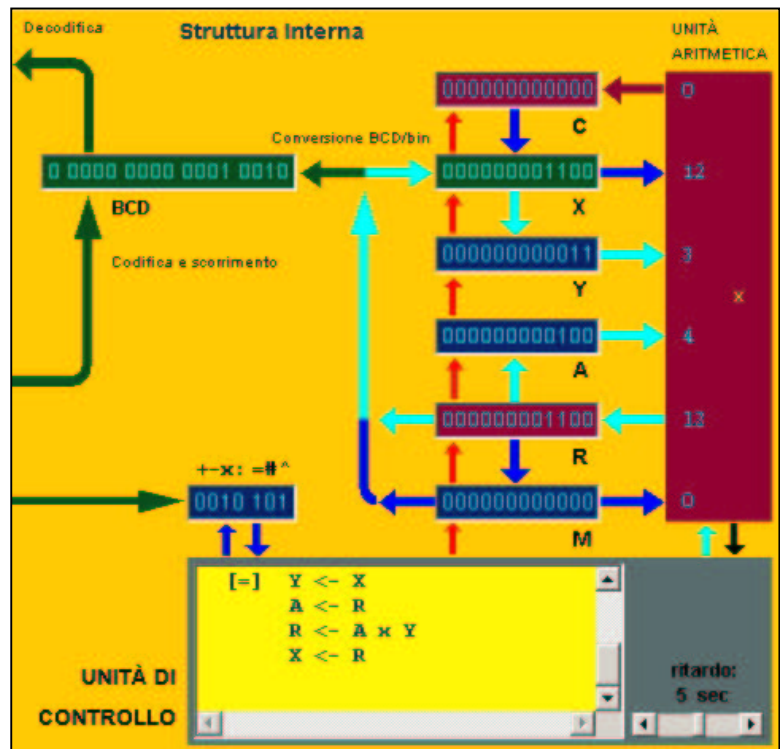 Decodifica
Struttura Interna
UNITÀ
ARITMETICA
000000000000
0
C
Conversione BCD/bin
0 0000 0000 0001 0010
000000001100
12
BCD
X
Codifica e scorrimento
000000000011
3
Y
x
000000000100
4
A
000000001100
13
R
+-x: =#^
0010 101
000000000000
0
M
[=] Y <- X
A <- R
R <- A x Y
X <- R
UNITÀ DI
CONTROLLO
ritardo:
5 sec